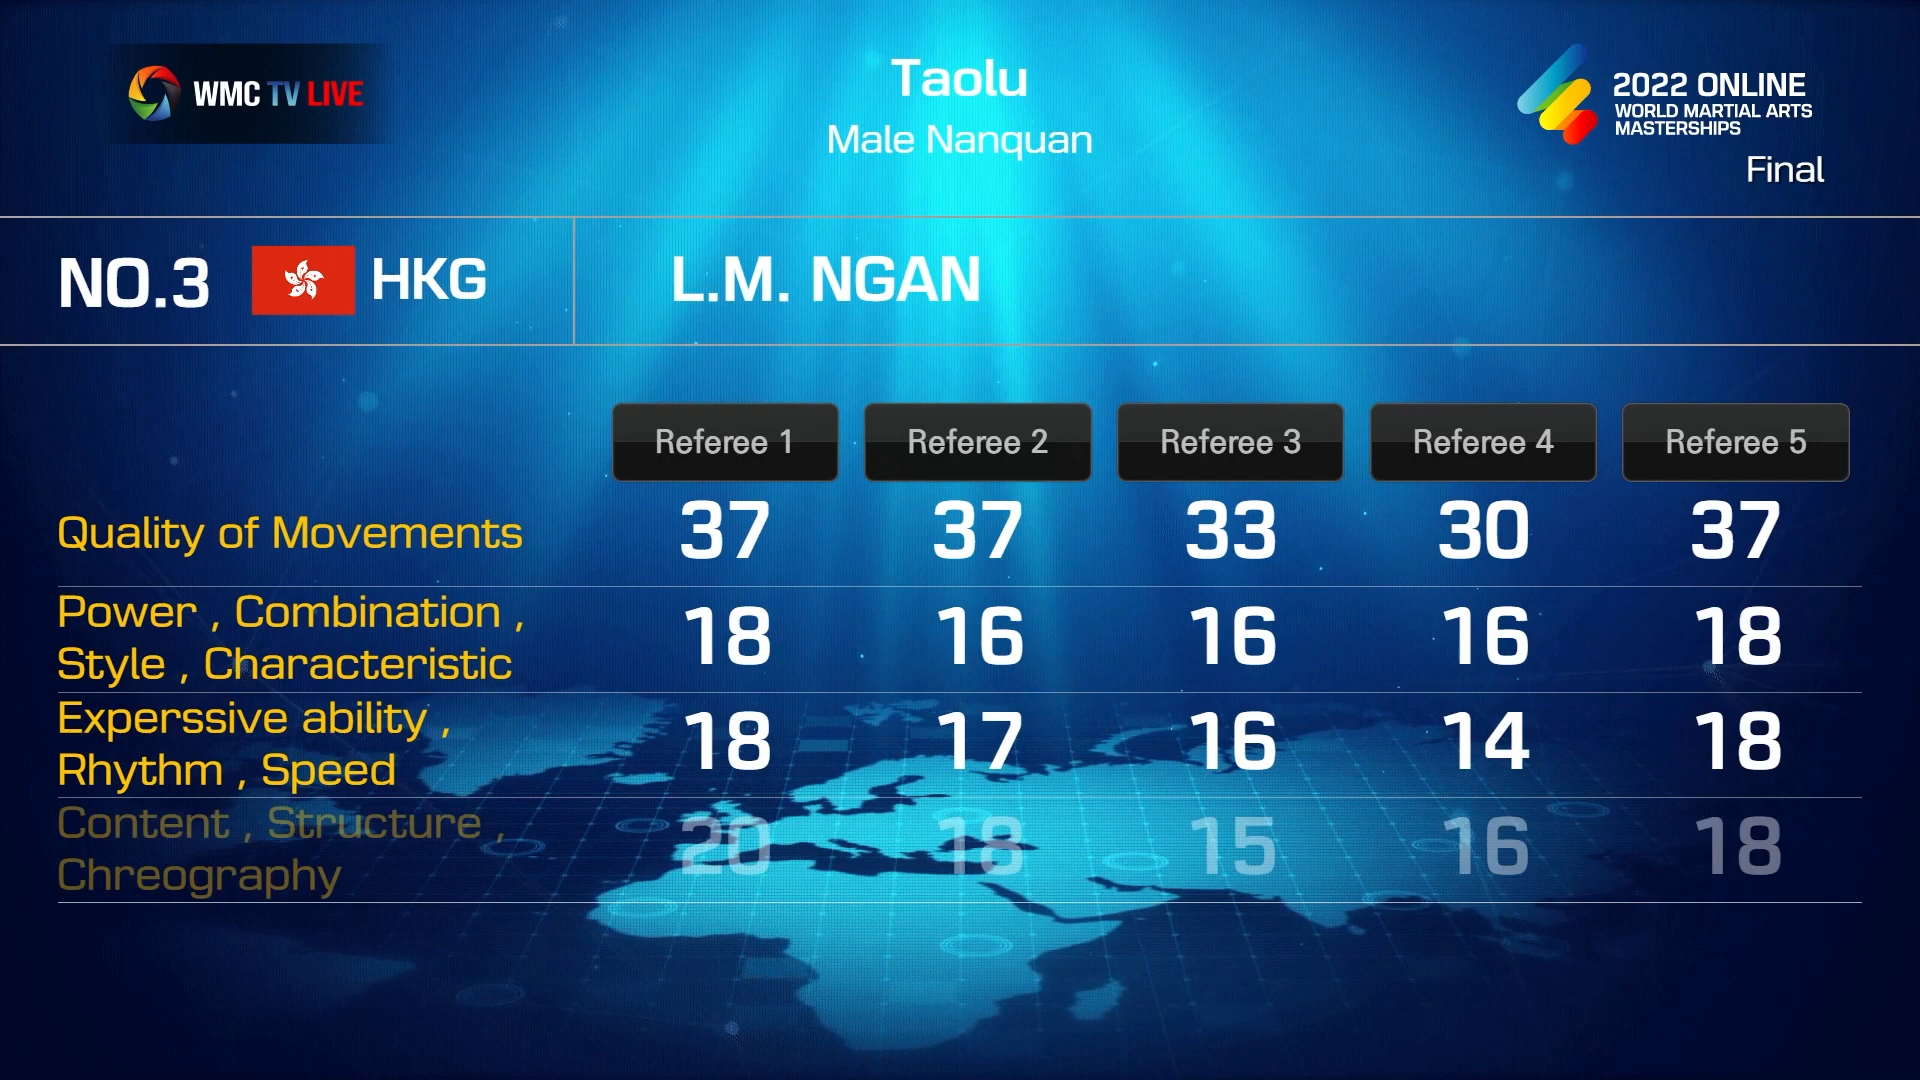 WMC TV LIVE
Taolu
Male Nanquan
2022 ONLINE
WORLD MARTIAL ARTS
MASTERSHIPS
Final
NO.3 HKG L.M. NGAN
Referee 1 Referee 2 Referee 3 Referee 4 Referee 5
Quality of Movements 37 37 33 30 37
Power , Combination ,
Style , Characteristic 18 16 16 16 18
Experssive ability ,
Rhythm , Speed 18 17 16 14 18
Content , Structure ,
Chreography 20 18 15 16 18